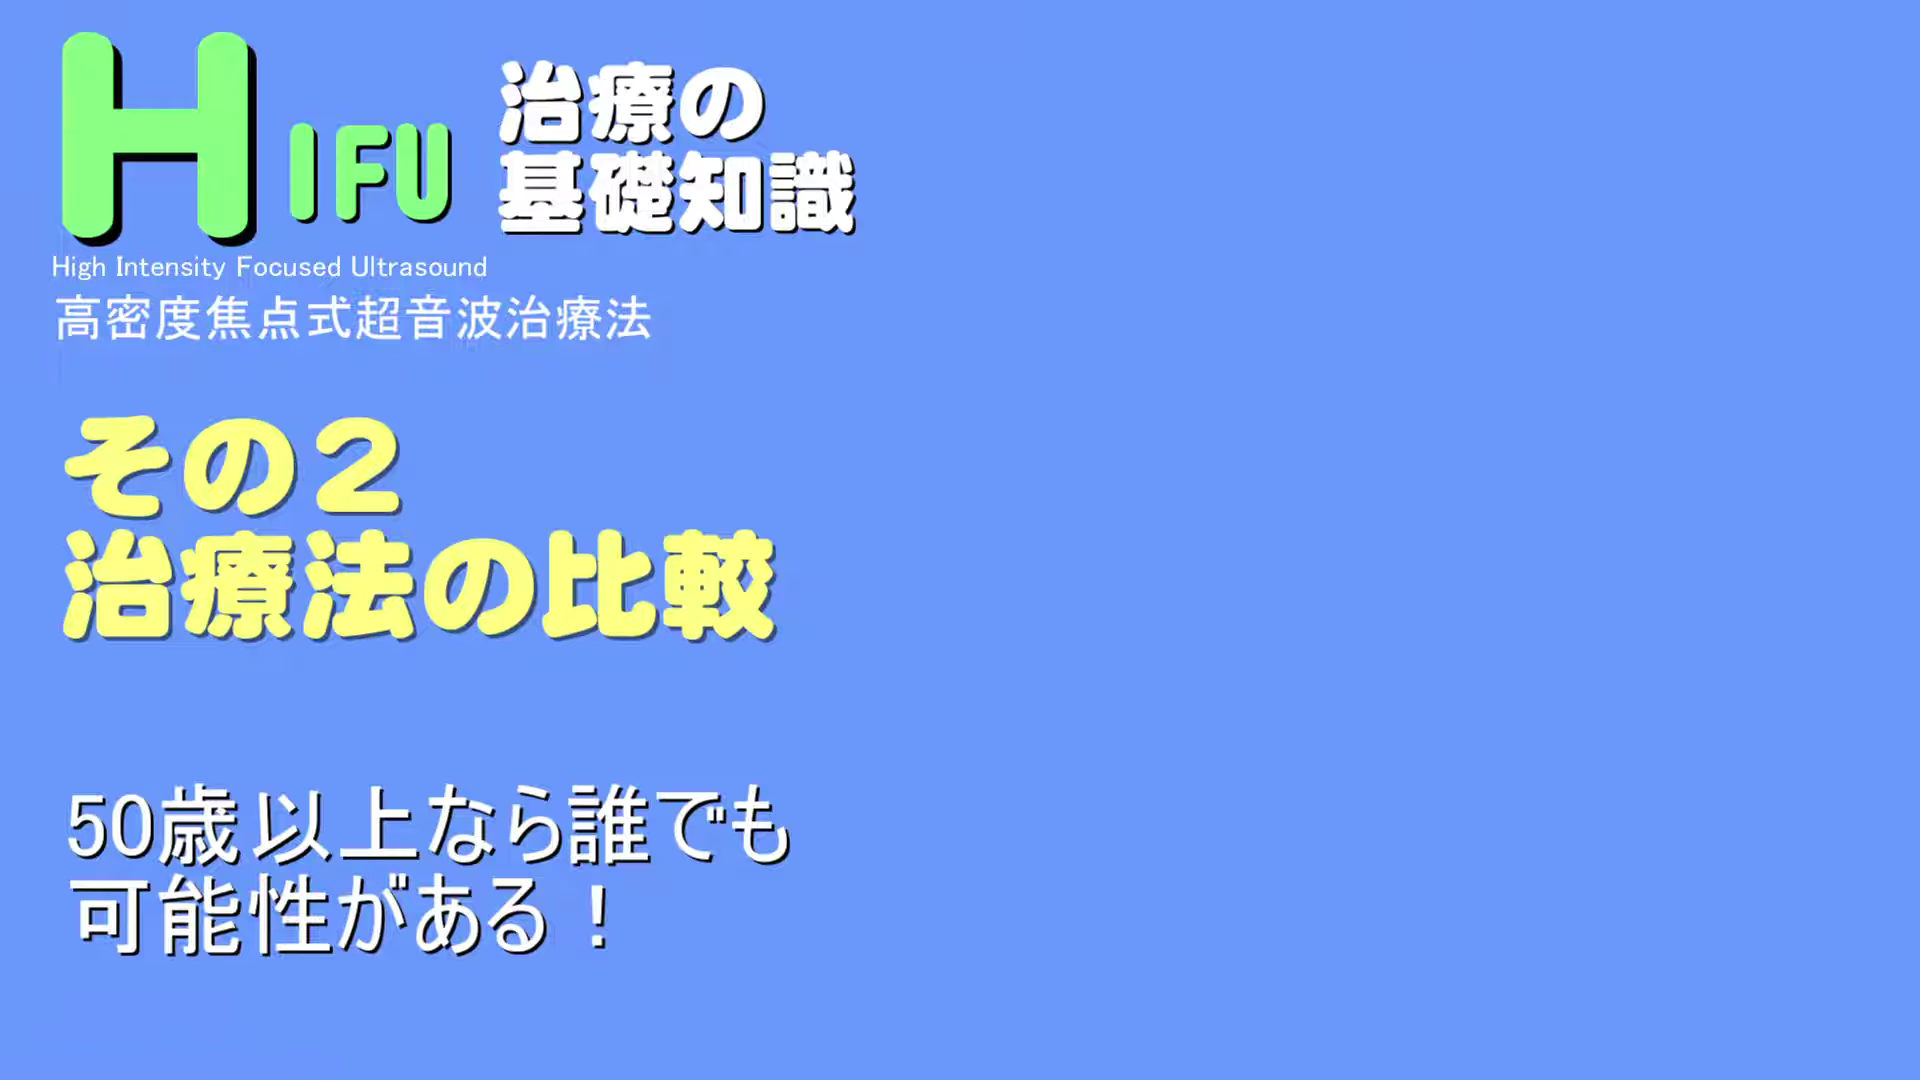 HIFU 治療の
基礎知識
High Intensity Focused Ultrasound
高密度焦点式超音波治療法
その２
治療法の比較
50歳以上なら誰でも
可能性がある！